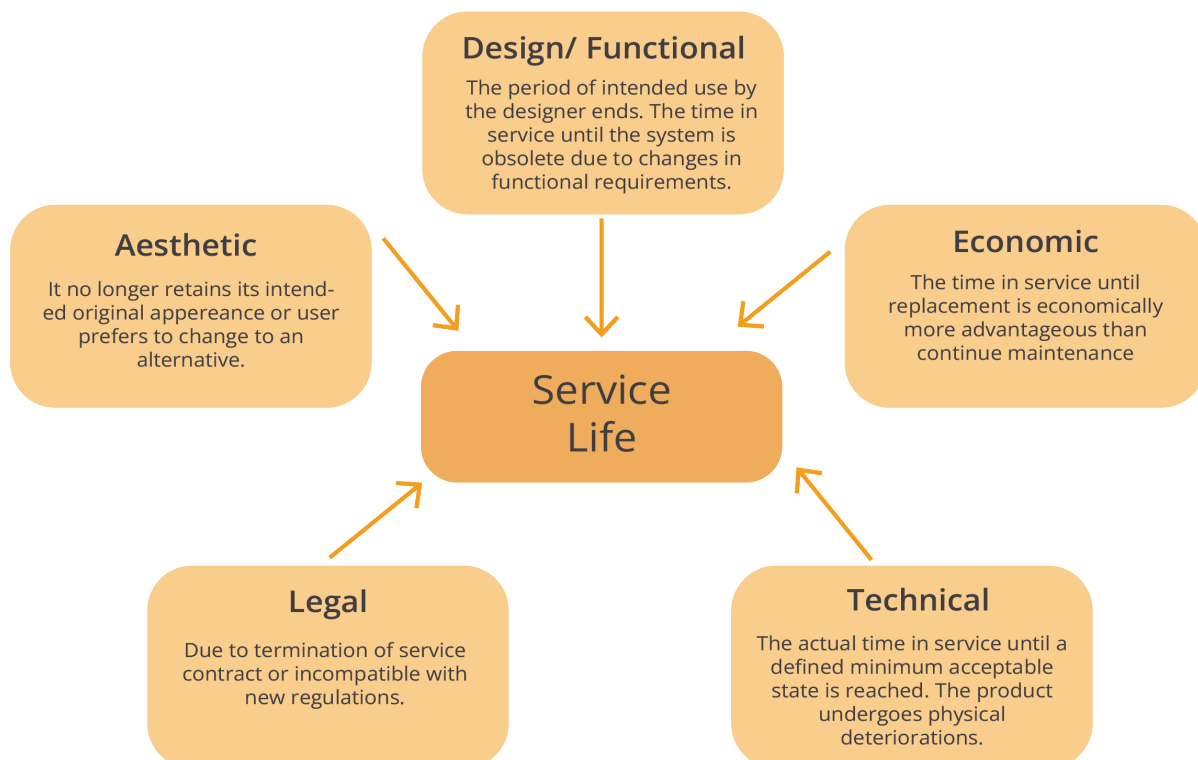 Design/ Functional
The period of intended use by
the designer ends. The time in
service until the system is
obsolete due to changes in
functional requirements.
Aesthetic
It no longer retains its intend-
ed original appereance or user
prefers to change to an
alternative.
Economic
The time in service until
replacement is economically
more advantageous than
continue maintenance
Service
Life
Legal
Due to termination of service
contract or incompatible with
new regulations.
Technical
The actual time in service until a
defined minimum acceptable
state is reached. The product
undergoes physical
deteriorations.